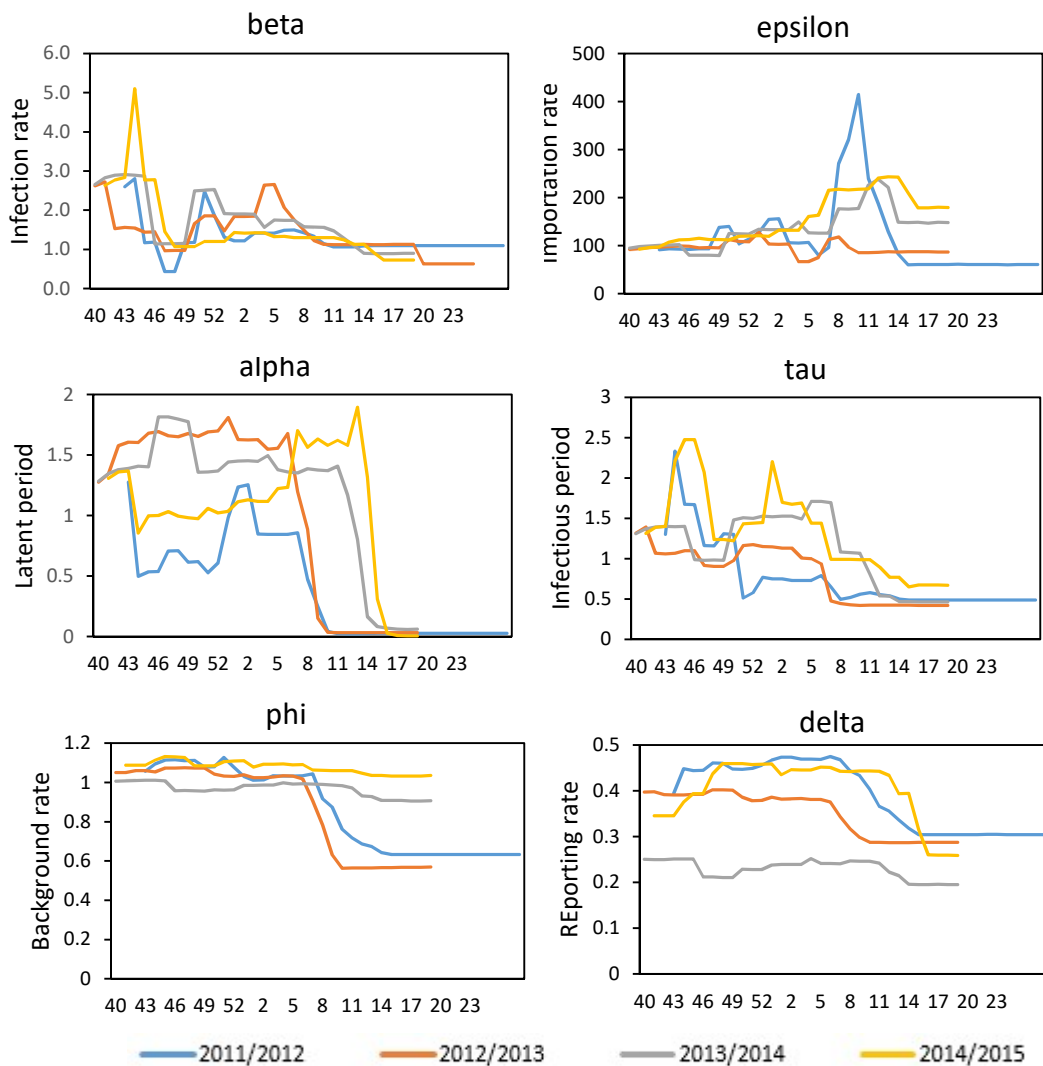 beta
Infection rate
6.0
5.0
4.0
3.0
2.0
1.0
0.0
40 43 46 49 52 2 5 8 11 14 17 20 23
epsilon
Importation rate
500
400
300
200
100
0
40 43 46 49 52 2 5 8 11 14 17 20 23
alpha
Latent period
2
1.5
1
0.5
0
40 43 46 49 52 2 5 8 11 14 17 20 23
tau
Infectious period
3
2.5
2
1.5
1
0.5
0
40 43 46 49 52 2 5 8 11 14 17 20 23
phi
Background rate
1.2
1
0.8
0.6
0.4
0.2
0
40 43 46 49 52 2 5 8 11 14 17 20 23
delta
REporting rate
0.5
0.4
0.3
0.2
0.1
0
40 43 46 49 52 2 5 8 11 14 17 20 23
2011/2012 2012/2013 2013/2014 2014/2015